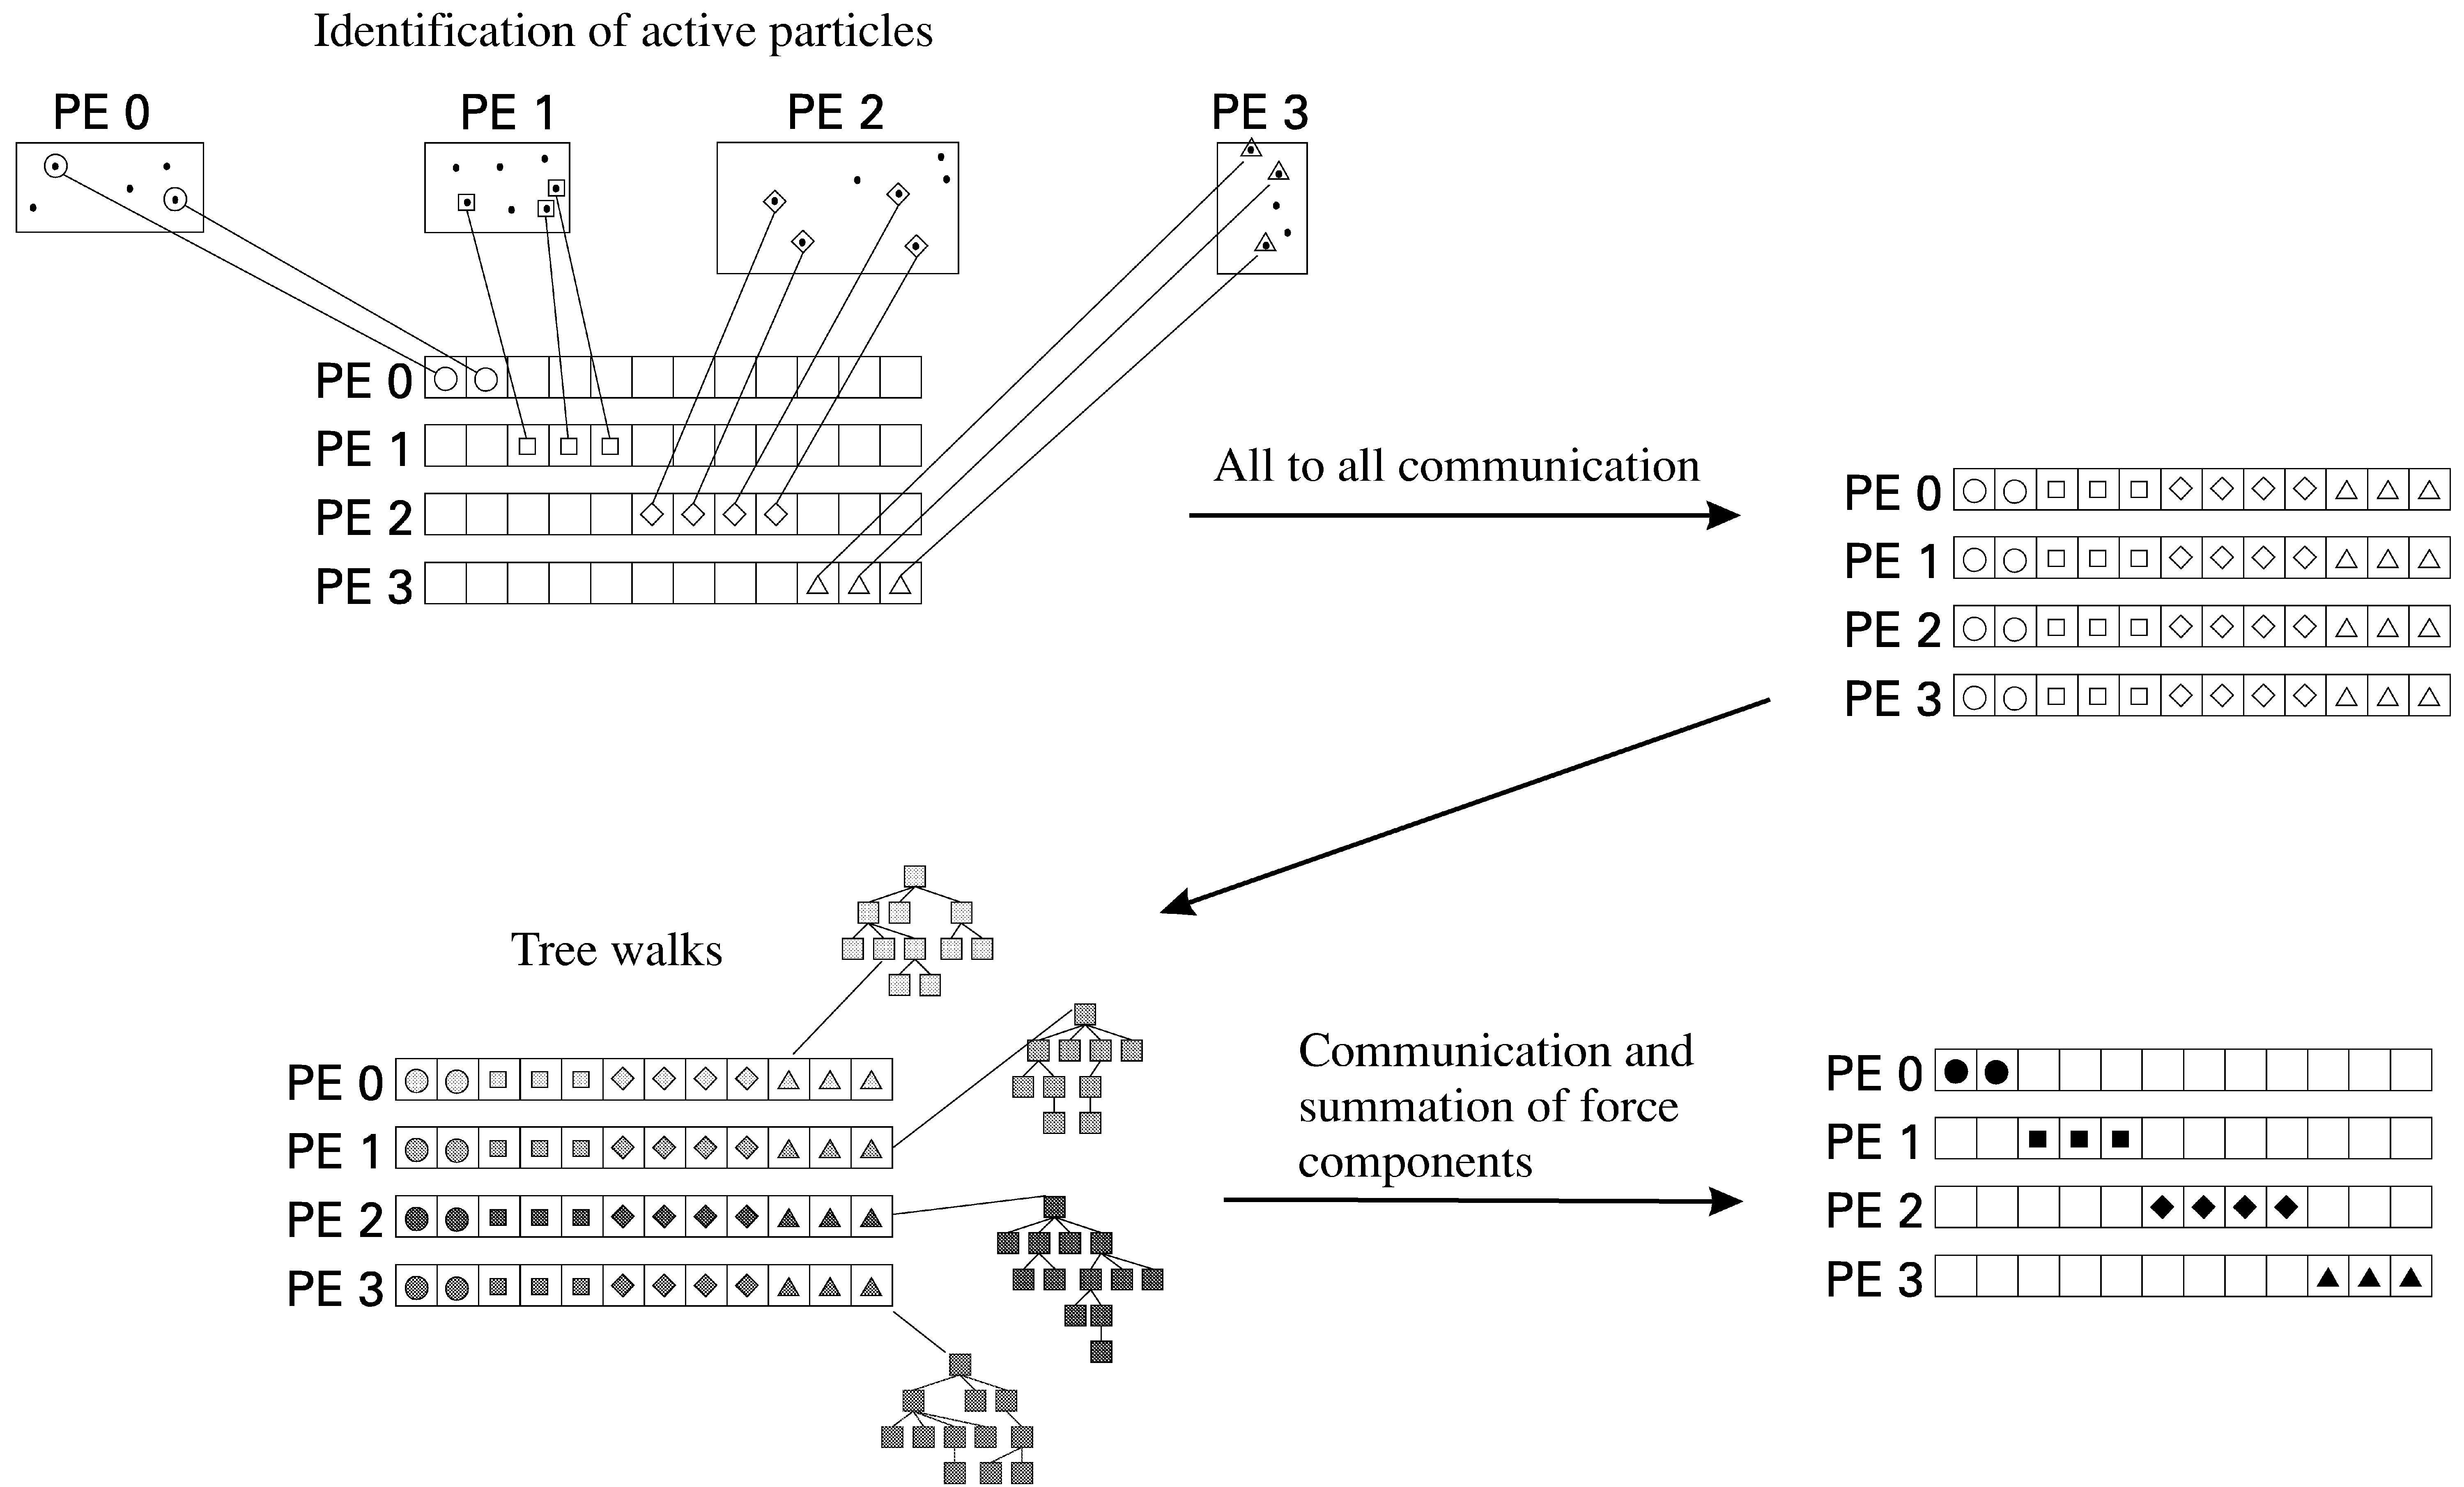 Identification of active particles
PE 0
PE 1
PE 2
PE 3
PE 0
PE 1
PE 2
PE 3
All to all communication
PE 0
PE 1
PE 2
PE 3
Tree walks
PE 0
PE 1
PE 2
PE 3
Communication and
summation of force
components
PE 0
PE 1
PE 2
PE 3